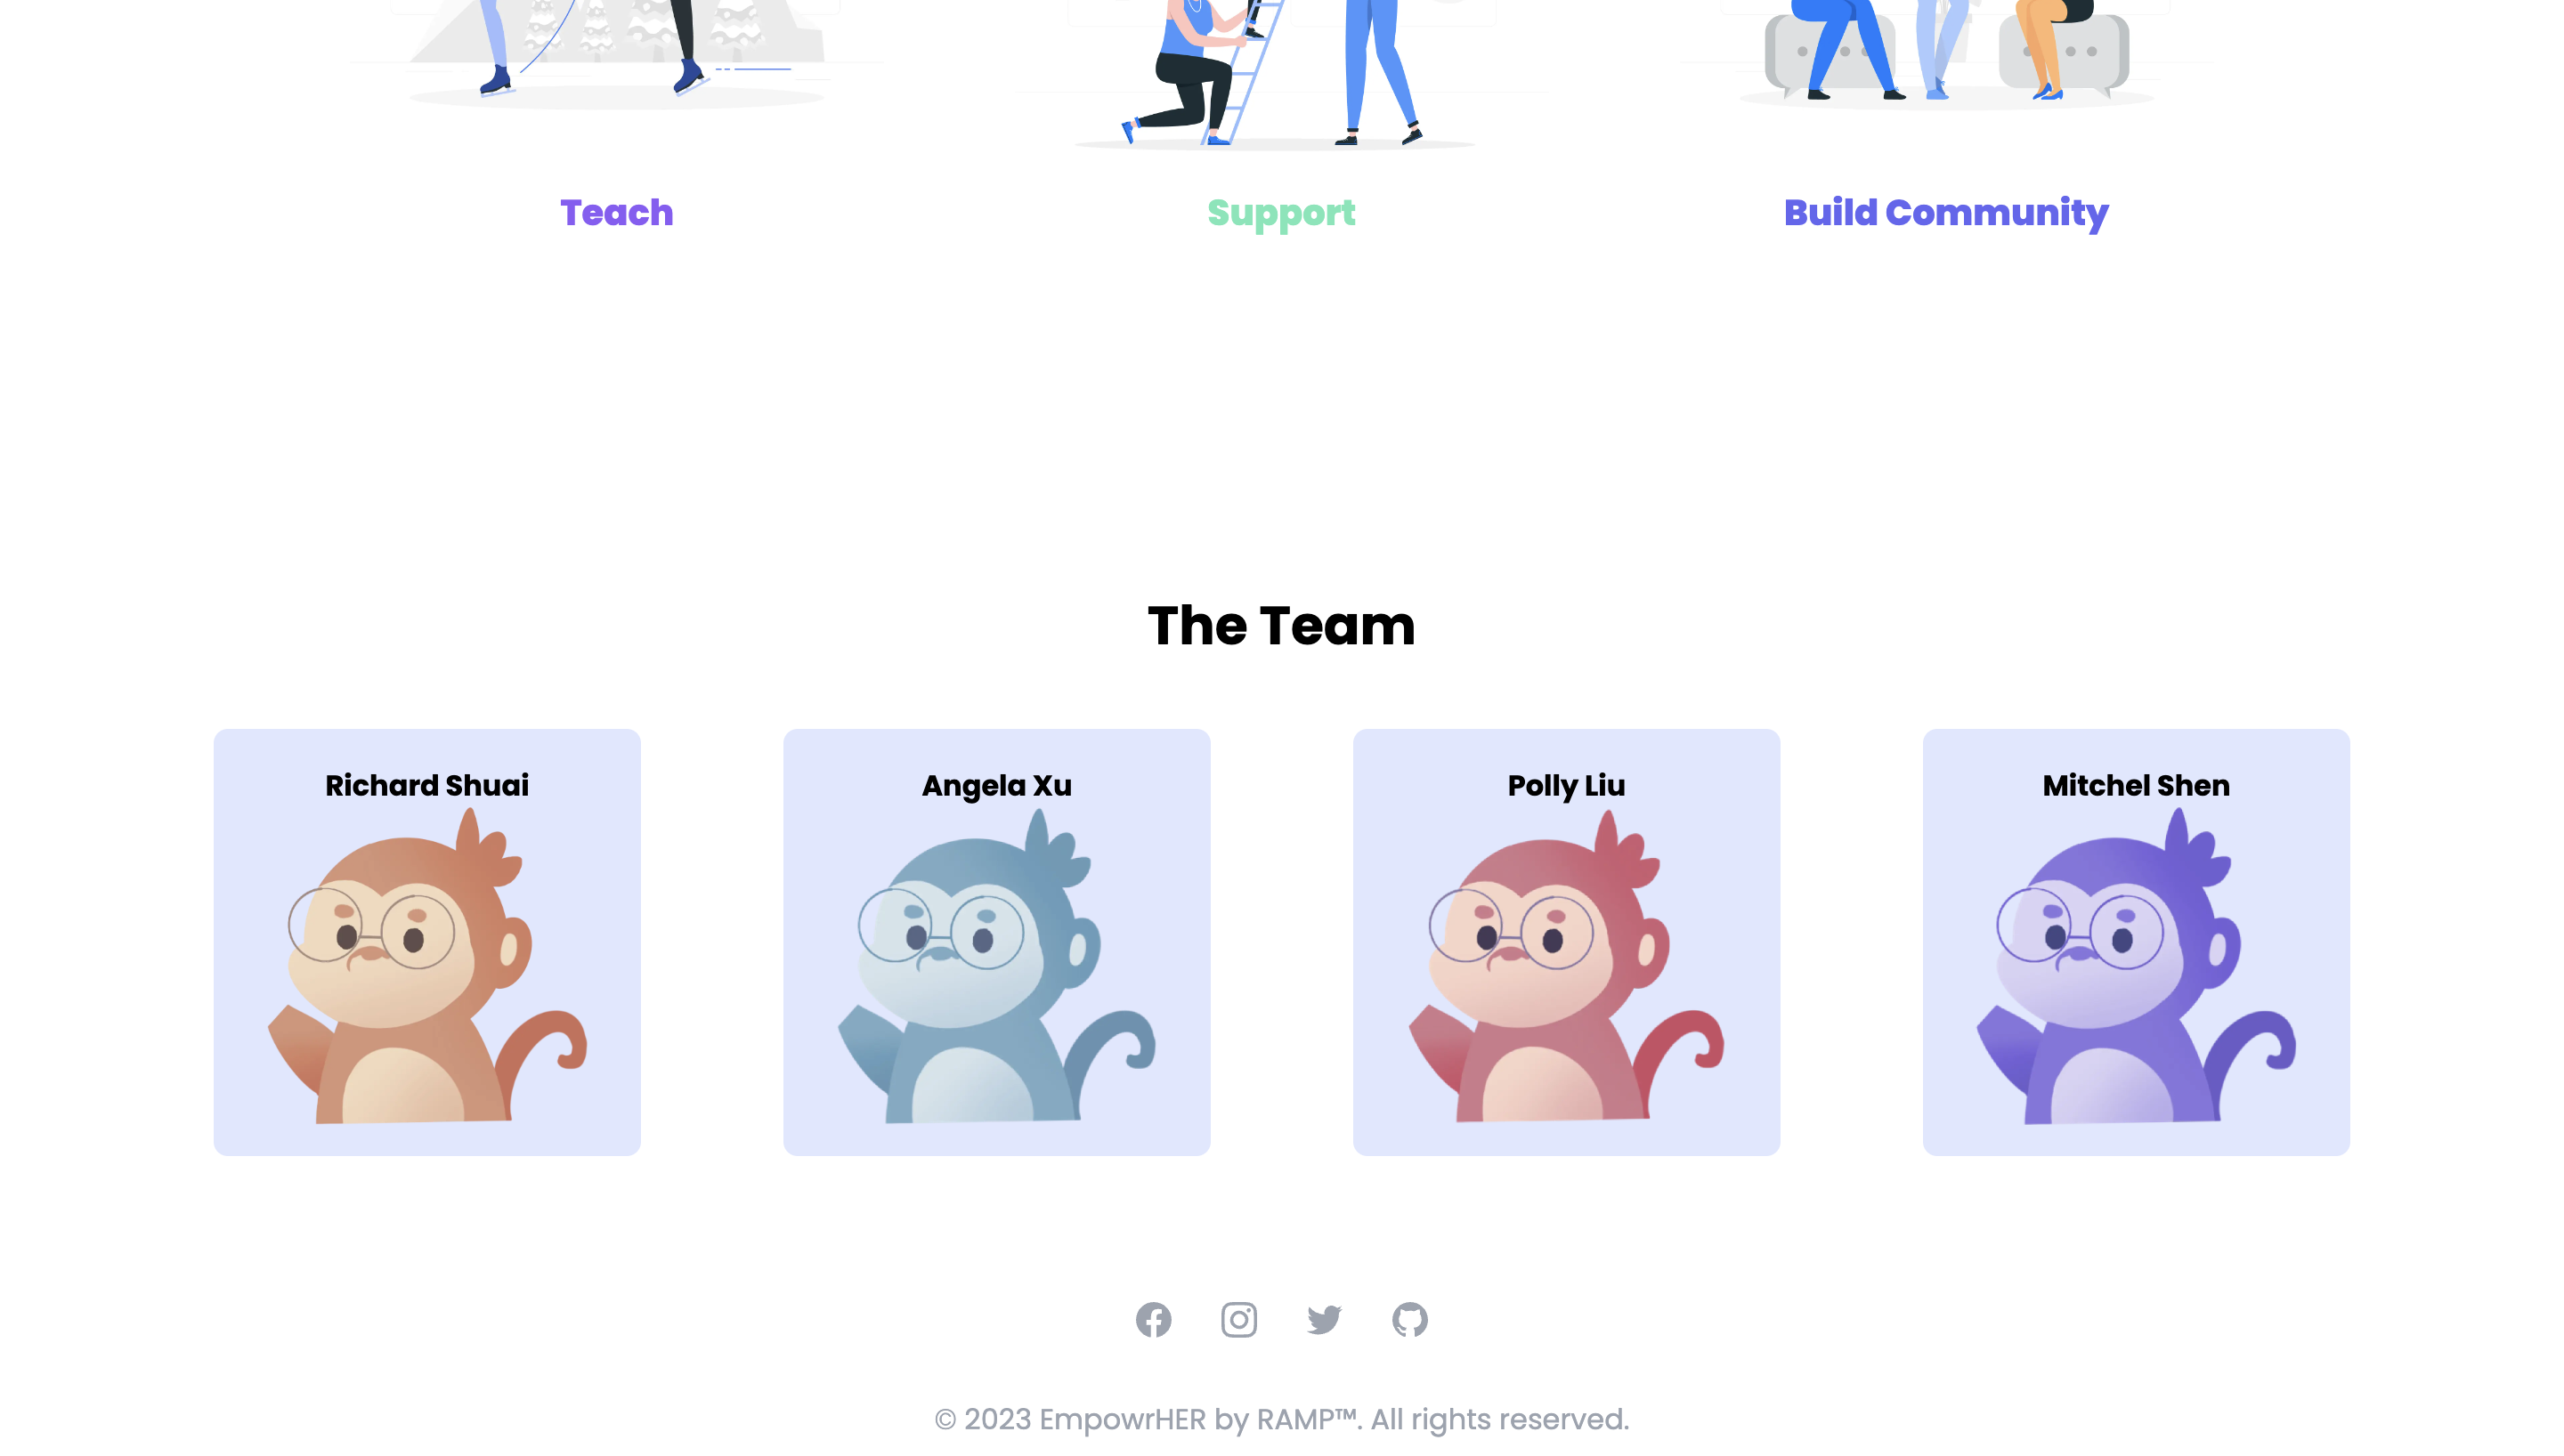 Teach
Support
Build Community
The Team
Richard Shuai
Angela Xu
Polly Liu
Mitchel Shen
© 2023 EmpowrHER by RAMP™. All rights reserved.